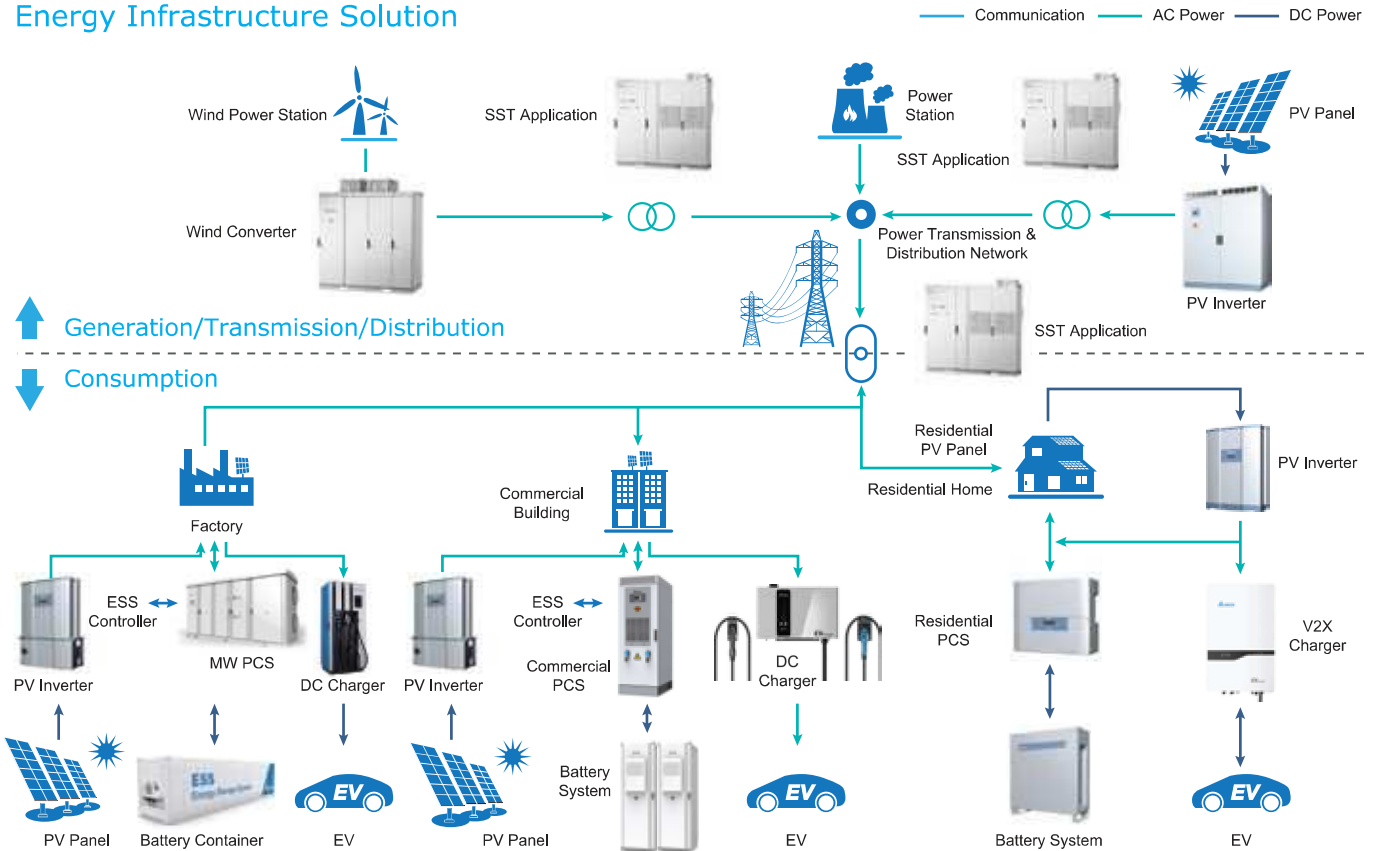 Energy Infrastructure Solution
Communication
AC Power
DC Power
Wind Power Station
SST Application
Power
Station
SST Application
PV Panel
Wind Converter
Power Transmission &
Distribution Network
PV Inverter
SST Application
Generation/Transmission/Distribution
Consumption
Factory
Commercial
Building
Residential
PV Panel
Residential Home
PV Inverter
ESS
Controller
MW PCS
PV Inverter
DC Charger
PV Inverter
ESS
Controller
Commercial
PCS
DC
Charger
Residential
PCS
V2X
Charger
PV Panel
ESS
Battery Container
EV
EV
PV Panel
Battery
System
EV
EV
Battery System
EV
EV